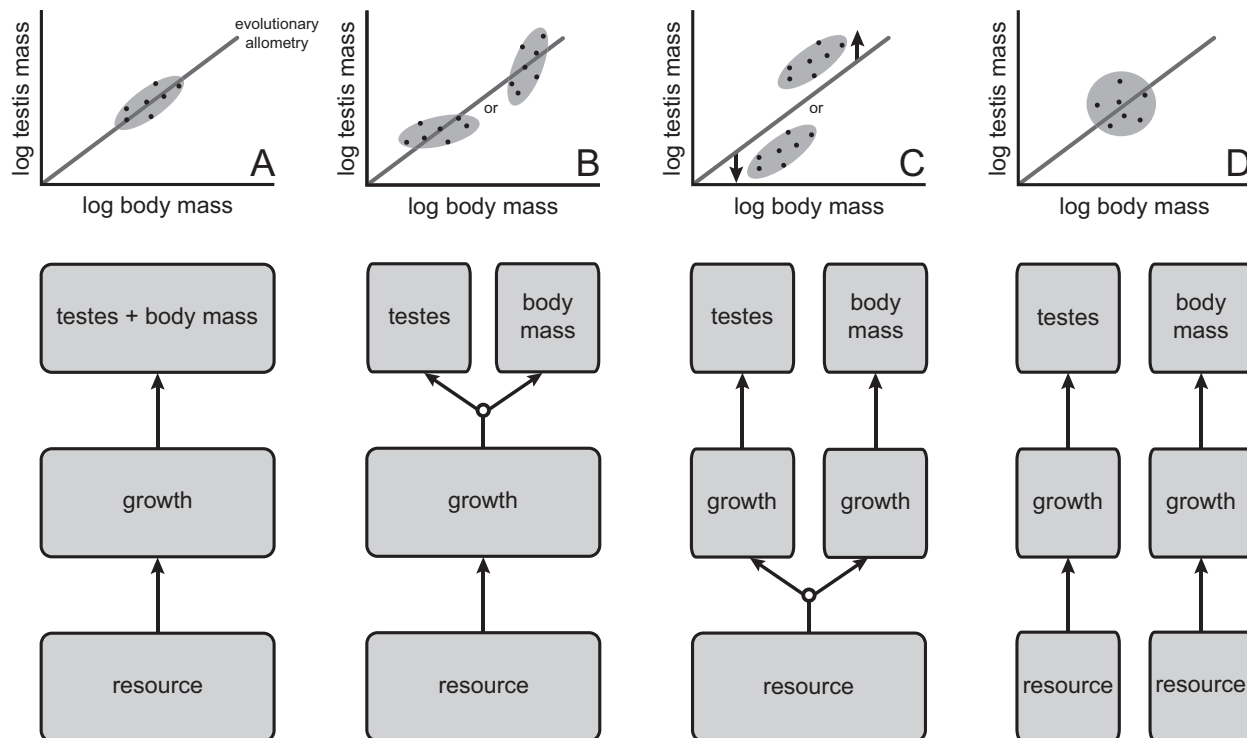 log testis mass
evolutionary
allometry
A
log body mass
log testis mass
or
B
log body mass
log testis mass
or
C
log body mass
log testis mass
D
log body mass
testes + body mass
testes
body
mass
testes
body
mass
testes
body
mass
growth
growth
growth
growth
growth
growth
resource
resource
resource
resource
resource